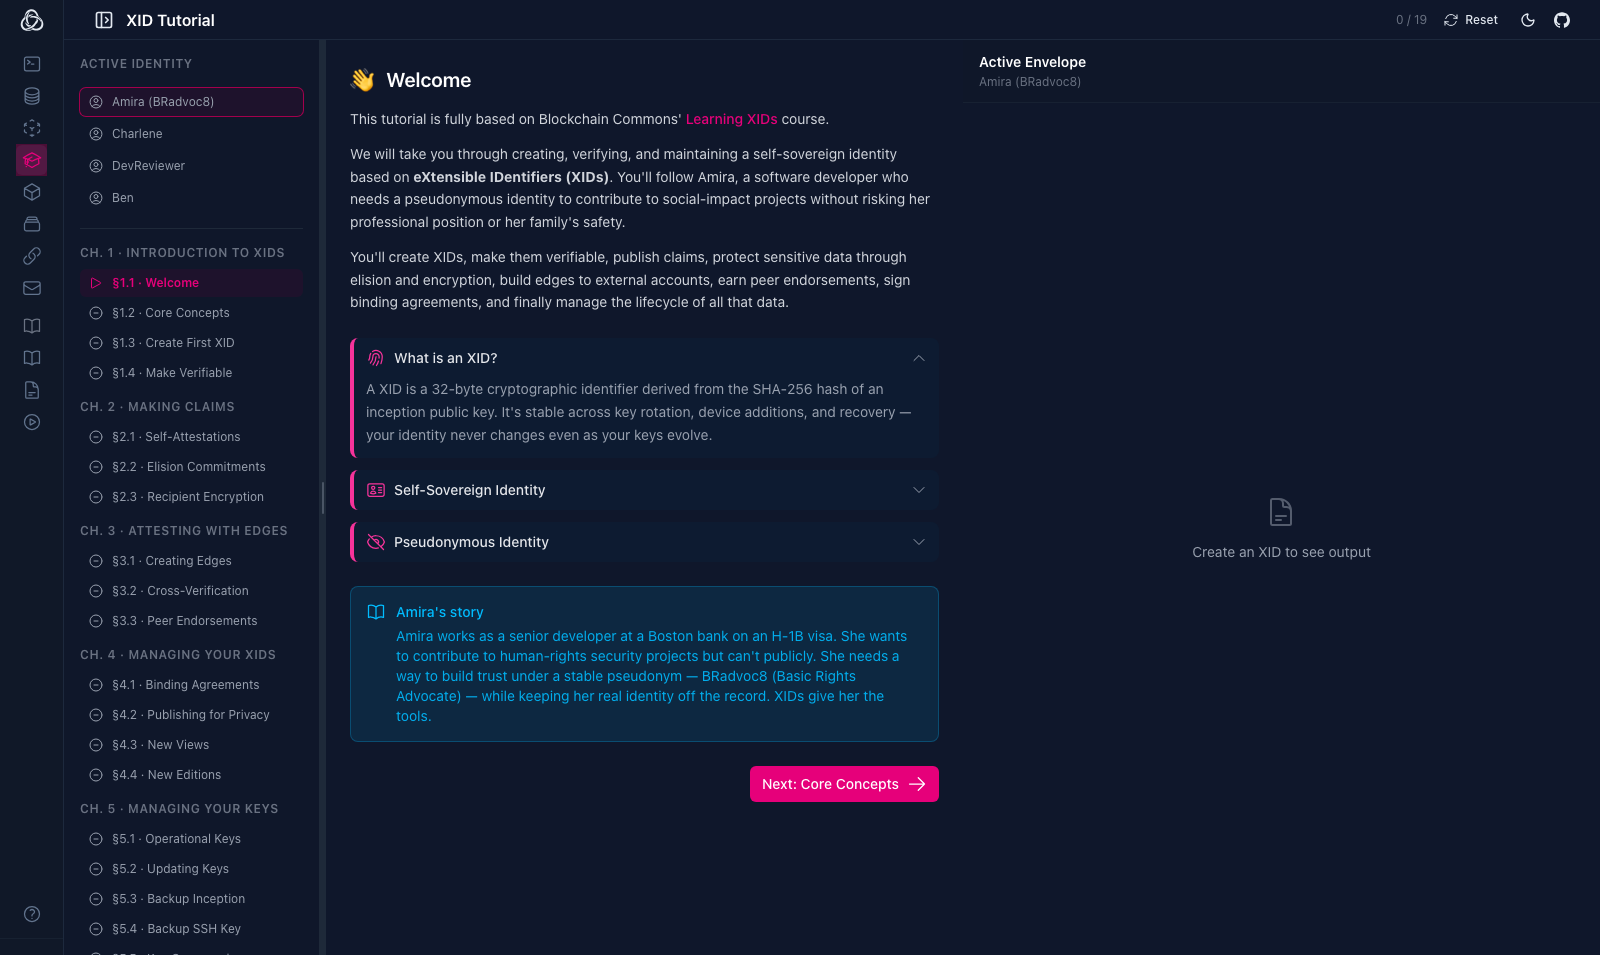 XID Tutorial
0 / 19
Reset
ACTIVE IDENTITY
Amira (BRadvoc8)
Charlene
DevReviewer
Ben
CH. 1 · INTRODUCTION TO XIDS
§1.1 · Welcome
§1.2 · Core Concepts
§1.3 · Create First XID
§1.4 · Make Verifiable
CH. 2 · MAKING CLAIMS
§2.1 · Self-Attestations
§2.2 · Elision Commitments
§2.3 · Recipient Encryption
CH. 3 · ATTESTING WITH EDGES
§3.1 · Creating Edges
§3.2 · Cross-Verification
§3.3 · Peer Endorsements
CH. 4 · MANAGING YOUR XIDS
§4.1 · Binding Agreements
§4.2 · Publishing for Privacy
§4.3 · New Views
§4.4 · New Editions
CH. 5 · MANAGING YOUR KEYS
§5.1 · Operational Keys
§5.2 · Updating Keys
§5.3 · Backup Inception
§5.4 · Backup SSH Key
👋 Welcome
This tutorial is fully based on Blockchain Commons' Learning XIDs course.
We will take you through creating, verifying, and maintaining a self-sovereign identity
based on eXtensible IDentifiers (XIDs). You'll follow Amira, a software developer who
needs a pseudonymous identity to contribute to social-impact projects without risking her
professional position or her family's safety.
You'll create XIDs, make them verifiable, publish claims, protect sensitive data through
elision and encryption, build edges to external accounts, earn peer endorsements, sign
binding agreements, and finally manage the lifecycle of all that data.
What is an XID?
A XID is a 32-byte cryptographic identifier derived from the SHA-256 hash of an
inception public key. It's stable across key rotation, device additions, and recovery —
your identity never changes even as your keys evolve.
Self-Sovereign Identity
Pseudonymous Identity
Amira's story
Amira works as a senior developer at a Boston bank on an H-1B visa. She wants
to contribute to human-rights security projects but can't publicly. She needs a
way to build trust under a stable pseudonym — BRadvoc8 (Basic Rights
Advocate) — while keeping her real identity off the record. XIDs give her the
tools.
Next: Core Concepts
Active Envelope
Amira (BRadvoc8)
Create an XID to see output